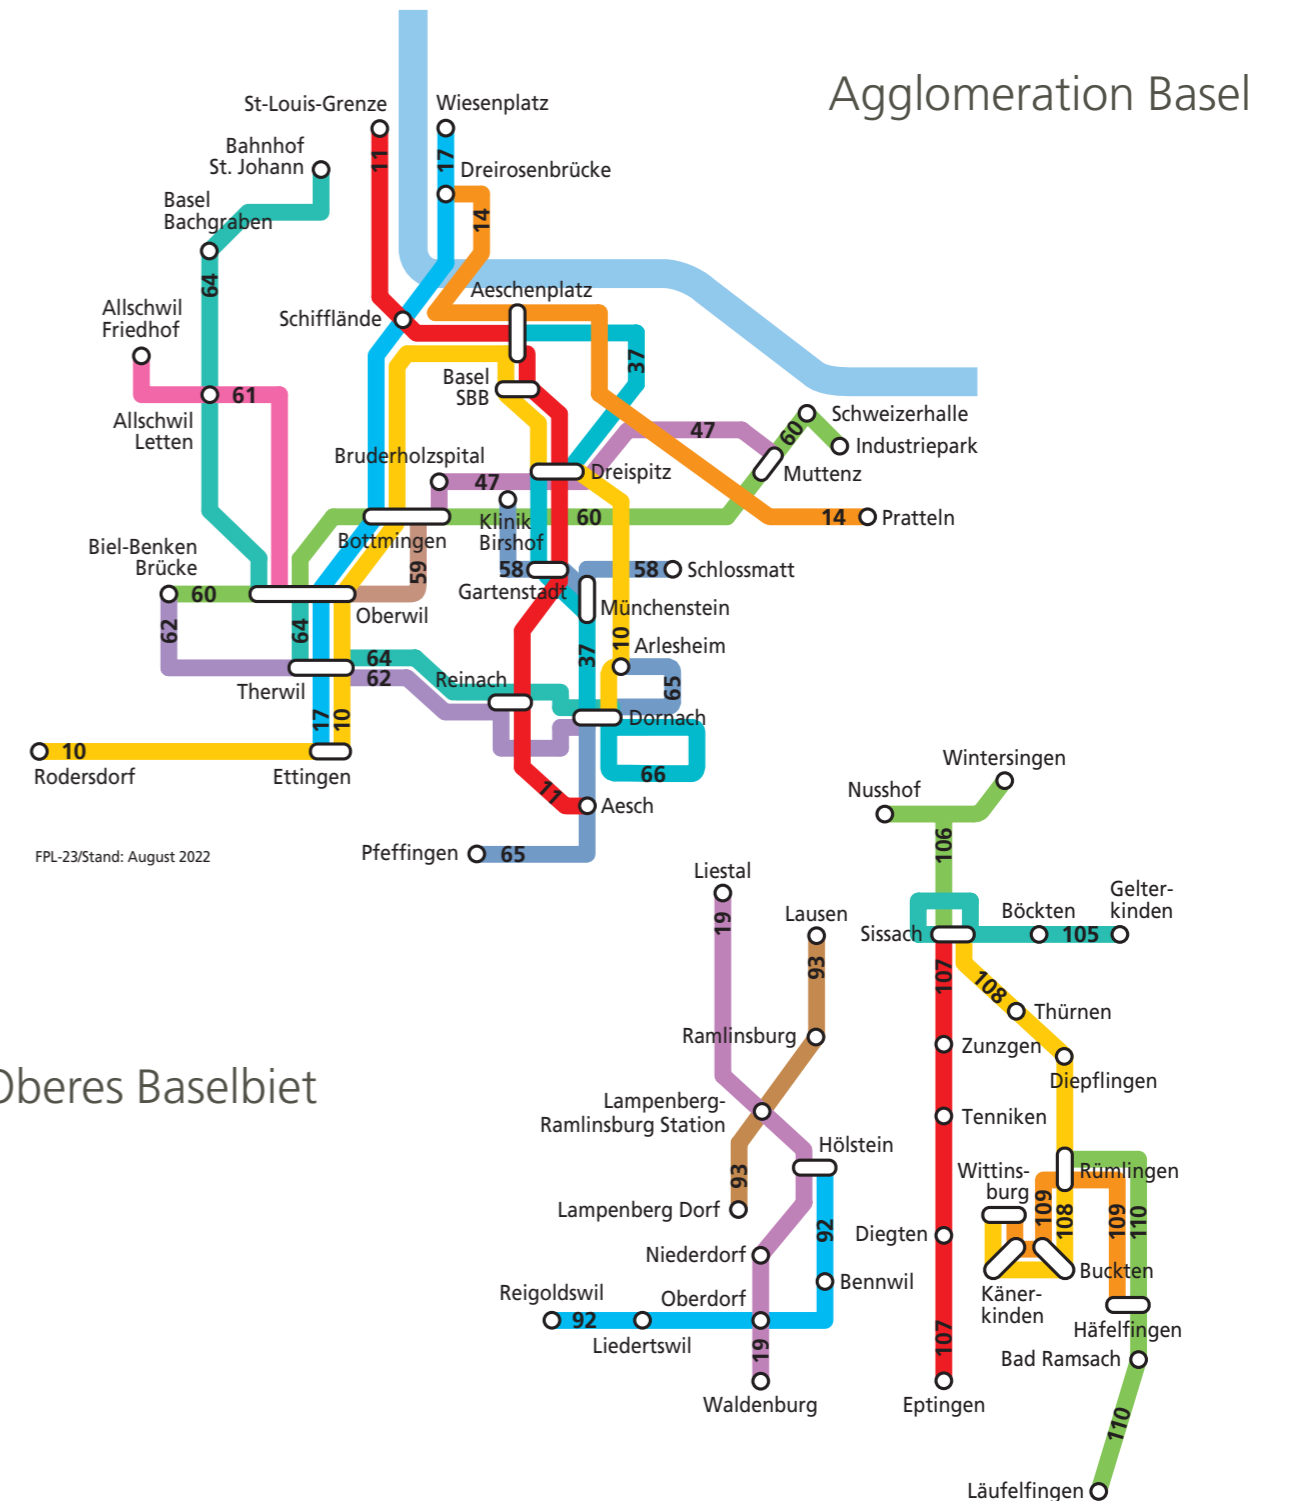 Agglomeration Basel
St-Louis-Grenze
Wiesenplatz
11
17
Bahnhof
St. Johann
Dreirosenbrücke
Basel
Bachgraben
14
64
Aeschenplatz
Allschwil
Friedhof
Schifflände
37
Basel
SBB
61
Allschwil
Letten
Schweizerhalle
47
60
Industriepark
Bruderholzspital
Dreispitz
Muttenz
47
Klinik
Birshof
60
14
Pratteln
Bottmingen
Biel-Benken
Brücke
59
58
58
Schlossmatt
Gartenstadt
60
Münchenstein
Oberwil
62
64
10
Arlesheim
64
37
62
Reinach
65
Therwil
17
10
Dornach
10
Rodersdorf
Ettingen
66
11
Aesch
FPL-23/Stand: August 2022
Pfeffingen
65
Wintersingen
Nusshof
106
Liestal
19
Lausen
93
Gelter-
kinden
Böckten
Sissach
105
107
108
Thürnen
Ramlinsburg
Zunzgen
Diepflingen
Oberes Baselbiet
Lampenberg-
Ramlinsburg Station
Tenniken
Hölstein
93
Wittins-
burg
Rümlingen
109
108
109
110
Lampenberg Dorf
92
Diegten
Niederdorf
Bennwil
Buckten
Käner-
kinden
Reigoldswil
Oberdorf
92
Liedertswil
19
107
Häfelfingen
Bad Ramsach
Waldenburg
Eptingen
110
Läufelfingen